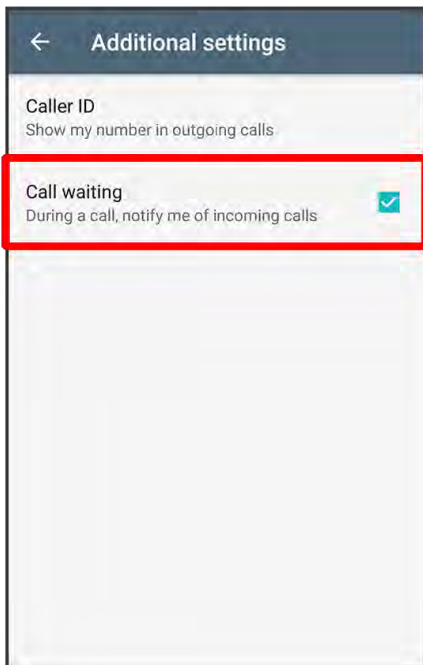 Additional settings
Caller ID
Show my number in outgoing calls
Call waiting
During a call, notify me of incoming calls